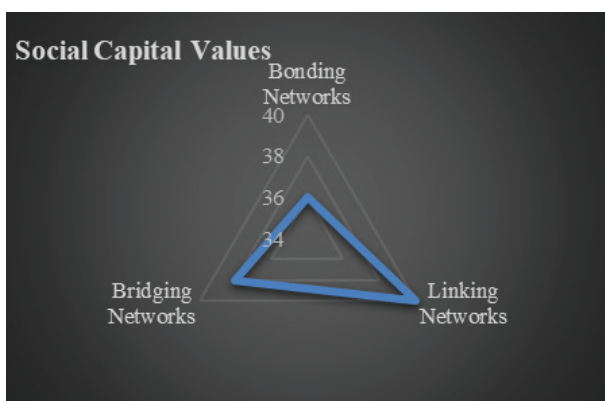 Social Capital Values
Bonding
Networks
40
38
36
34
Bridging
Networks
Linking
Networks